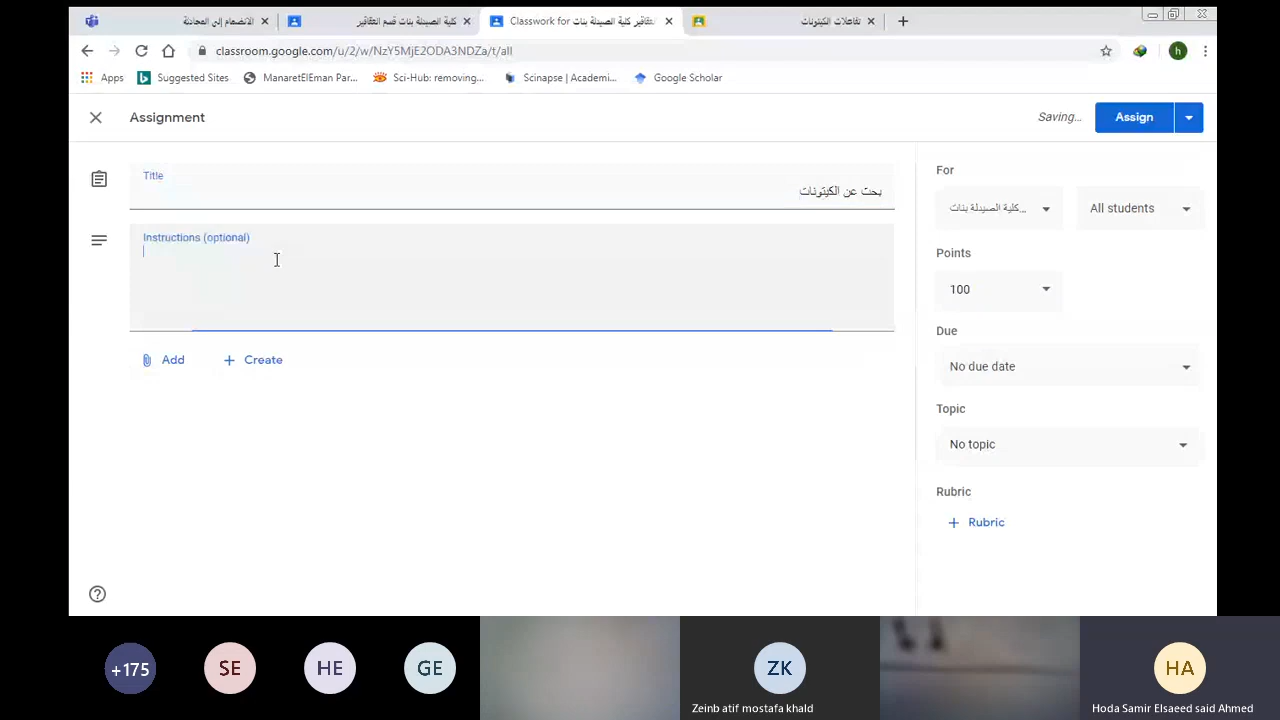 الانضمام إلى المحادثة
كلية الصيدلة بنات قسم العقاقير
Classwork for العقاقير كلية الصيدلة بنات
تفاعلات الكيتونات
classroom.google.com/u/2/w/NzY5MjE2ODA3NDZa/t/all
h
Apps
Suggested Sites
ManaretElEman Par...
Sci-Hub: removing...
Scinapse | Academi...
Google Scholar
Assignment
Saving...
Assign
Title
بحث عن الكيتونات
Instructions (optional)
Add
Create
For
كلية الصيدلة بنات...
All students
Points
100
Due
No due date
Topic
No topic
Rubric
Rubric
+175
SE
HE
GE
ZK
Zeinb atif mostafa khald
HA
Hoda Samir Elsaeed said Ahmed